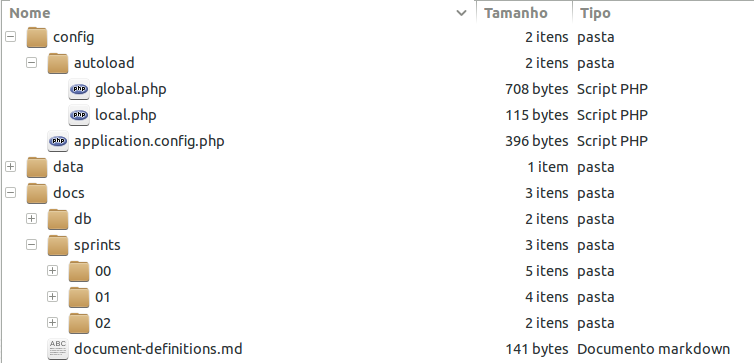 Nome Tamanho Tipo
config 2 itens pasta
autoload 2 itens pasta
php global.php 708 bytes Script PHP
php local.php 115 bytes Script PHP
php application.config.php 396 bytes Script PHP
data 1 item pasta
docs 3 itens pasta
db 2 itens pasta
sprints 3 itens pasta
00 5 itens pasta
01 4 itens pasta
02 2 itens pasta
ABC document-definitions.md 141 bytes Documento markdown